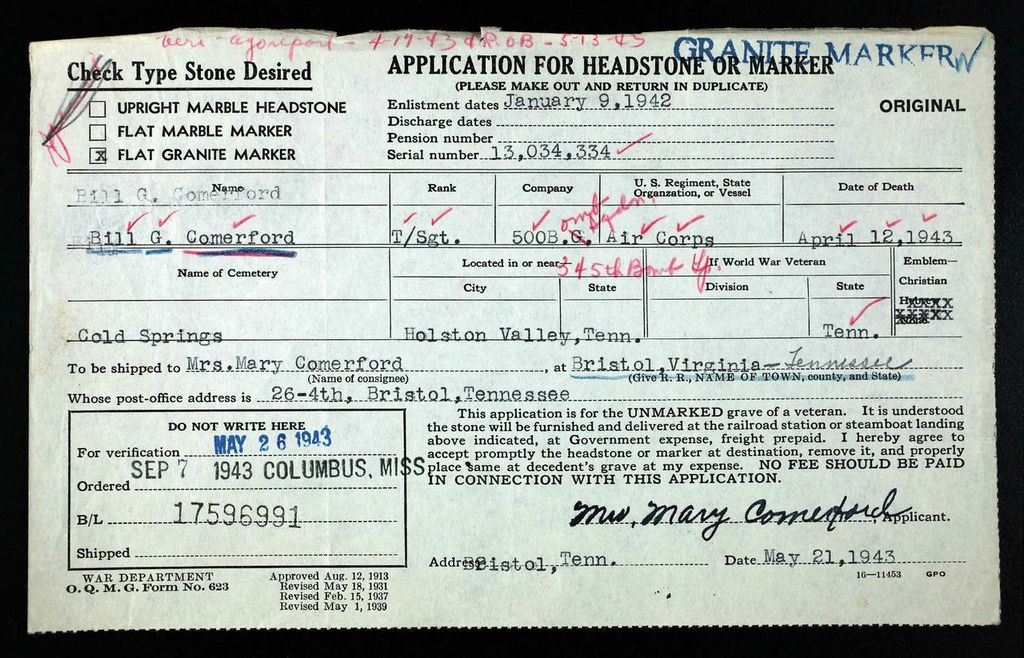 4-17-43 & R.O.B - 5-13-43
GRANITE MARKER
Check Type Stone Desired
APPLICATION FOR HEADSTONE OR MARKER
(PLEASE MAKE OUT AND RETURN IN DUPLICATE)
ORIGINAL
UPRIGHT MARBLE HEADSTONE
FLAT MARBLE MARKER
X FLAT GRANITE MARKER
Enlistment dates January 9,1942
Discharge dates
Pension number
Serial number 13,034,334
Name Rank Company U. S. Regiment, State Organzation, or Vessel Date of Death
Bill G. Comerford
Bill G. Comerford T/Sgt. 500B.G. Air Corps April 12,1943
Name of Cemetery Located in or near— 345th Bomb Gp. If World War Veteran Emblem—
City State Division State Christian
Hebrew XXXX
XXXXX
Cold Springs Holston Valley,Tenn. Tenn.
To be shipped to Mrs.Mary Comerford, at Bristol,Virginia-Tennessee
(Name of consignee) (Give R. R., NAME OF TOWN, county, and State)
Whose post-office address is 26-4th, Bristol,Tennessee
DO NOT WRITE HERE
For verification MAY 26 1943
SEP 7 1943 COLUMBUS, MISS
Ordered
B/L 17596991
Shipped
This application is for the UNMARKED grave of a veteran. It is understood
the stone will be furnished and delivered at the railroad station or steamboat landing
above indicated, at Government expense, freight prepaid. I hereby agree to
accept promptly the headstone or marker at destination, remove it, and properly
place same at decedent's grave at my expense. NO FEE SHOULD BE PAID
IN CONNECTION WITH THIS APPLICATION.
Mrs. Mary Comerford, Applicant.
Address Bristol,Tenn. Date May 21,1943
16—11453 GPO
WAR DEPARTMENT
O. Q. M. G. Form No. 623
Approved Aug. 12, 1913
Revised May 18, 1931
Revised Feb. 15, 1937
Revised May 1, 1939